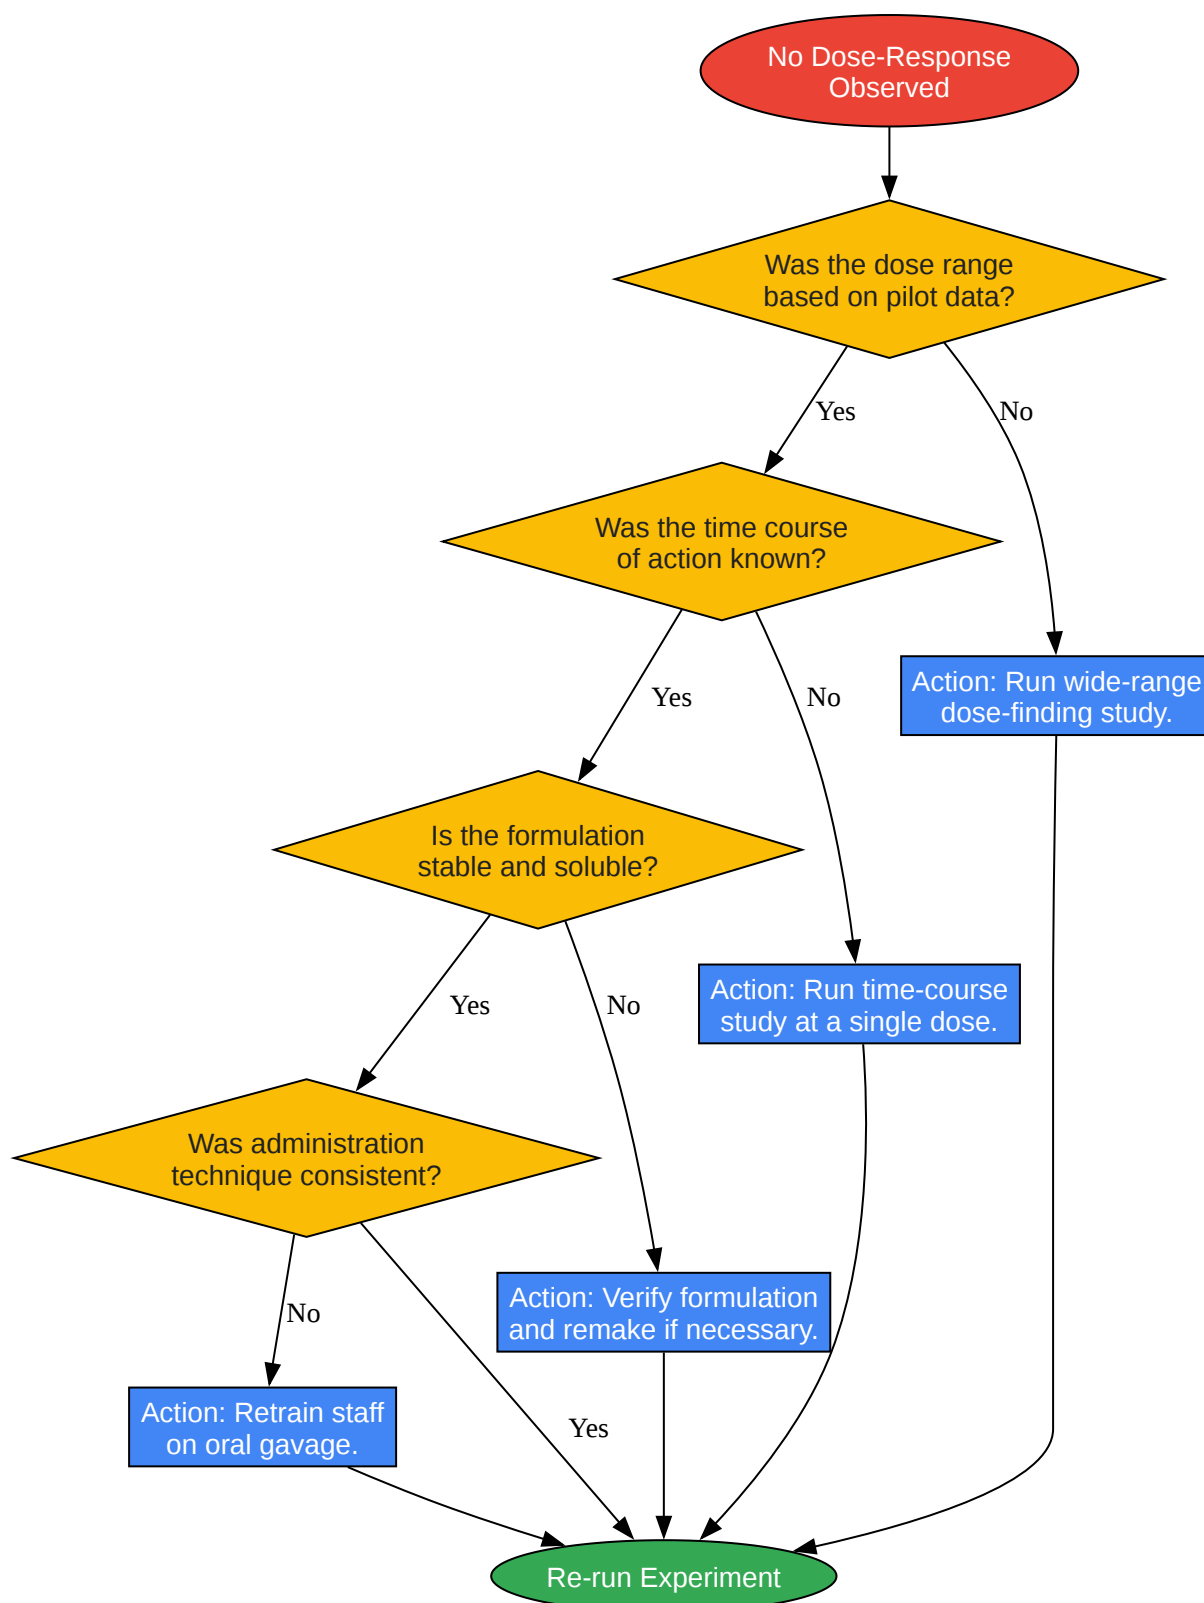 No Dose-Response
Observed
Was the dose range
based on pilot data?
Yes
No
Was the time course
of action known?
Yes
No
Action: Run wide-range
dose-finding study.
Is the formulation
stable and soluble?
Yes
No
Action: Run time-course
study at a single dose.
Was administration
technique consistent?
No
Yes
Action: Verify formulation
and remake if necessary.
Action: Retrain staff
on oral gavage.
Re-run Experiment